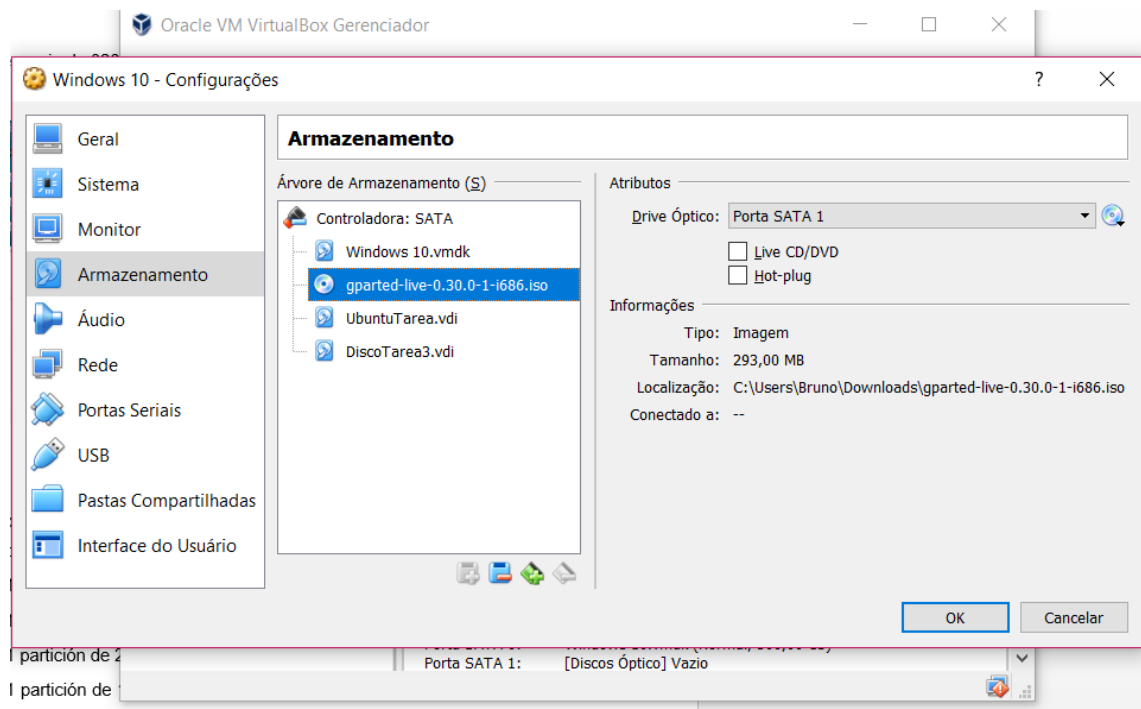 Oracle VM VirtualBox Gerenciador
Windows 10 - Configurações
?
Geral
Sistema
Monitor
Armazenamento
Áudio
Rede
Portas Seriais
USB
Pastas Compartilhadas
Interface do Usuário
Armazenamento
Árvore de Armazenamento (S)
Controladora: SATA
Windows 10.vmdk
gparted-live-0.30.0-1-i686.iso
UbuntuTarea.vdi
DiscoTarea3.vdi
Atributos
Drive Óptico: Porta SATA 1
Live CD/DVD
Hot-plug
Informações
Tipo: Imagem
Tamanho: 293,00 MB
Localização: C:\Users\Bruno\Downloads\gparted-live-0.30.0-1-i686.iso
Conectado a: --
OK Cancelar
partición de 2
Porta SATA 1: [Discos Óptico] Vazio
partición de